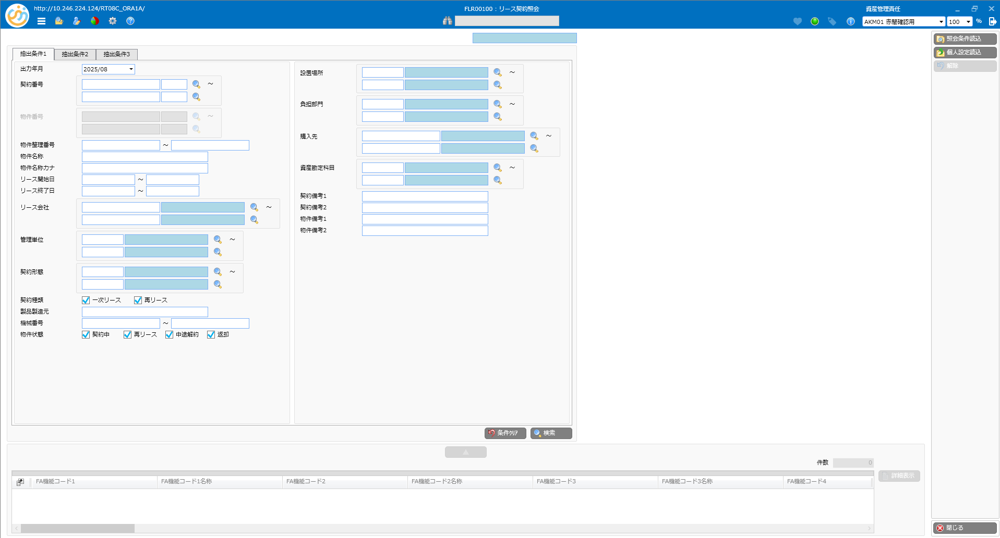 http://10.246.224.124/RT08C_ORA1A/
FLR00100：リース契約照会
資産管理責任
AKM01 赤間確認用
100
%
抽出条件1
抽出条件2
抽出条件3
出力年月
2025/08
契約番号
～
物件番号
～
物件整理番号
～
物件名称
物件名称カナ
リース開始日
～
リース終了日
～
リース会社
～
管理単位
～
契約形態
～
契約種類
一次リース
再リース
製品製造元
機械番号
～
物件状態
契約中
再リース
中途解約
返却
設置場所
～
負担部門
～
購入先
～
資産勘定科目
～
契約備考1
契約備考2
物件備考1
物件備考2
条件ｸﾘｱ
検索
照会条件読込
個人設定読込
解除
件数
0
詳細表示
FA機能コード1
FA機能コード1名称
FA機能コード2
FA機能コード2名称
FA機能コード3
FA機能コード3名称
FA機能コード4
閉じる